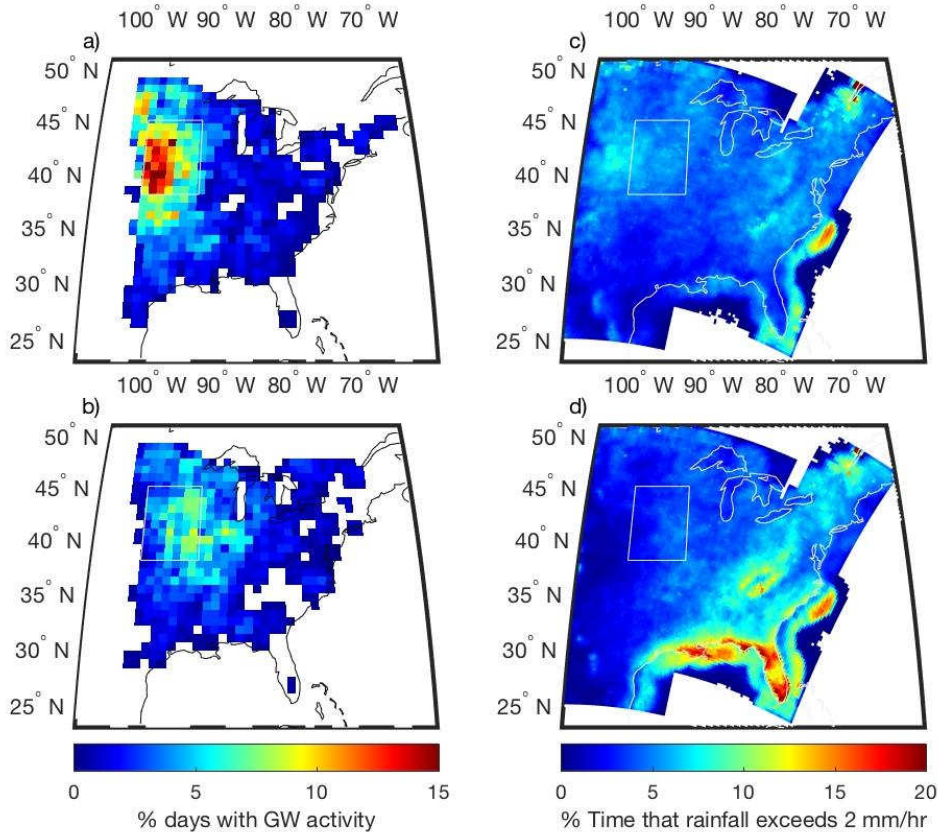 100° W 90° W 80° W 70° W
a)
50° N
45° N
40° N
35° N
30° N
25° N
100° W 90° W 80° W 70° W
c)
50° N
45° N
40° N
35° N
30° N
25° N
100° W 90° W 80° W 70° W
b)
50° N
45° N
40° N
35° N
30° N
25° N
0 5 10 15
% days with GW activity
100° W 90° W 80° W 70° W
d)
50° N
45° N
40° N
35° N
30° N
25° N
0 5 10 15 20
% Time that rainfall exceeds 2 mm/hr